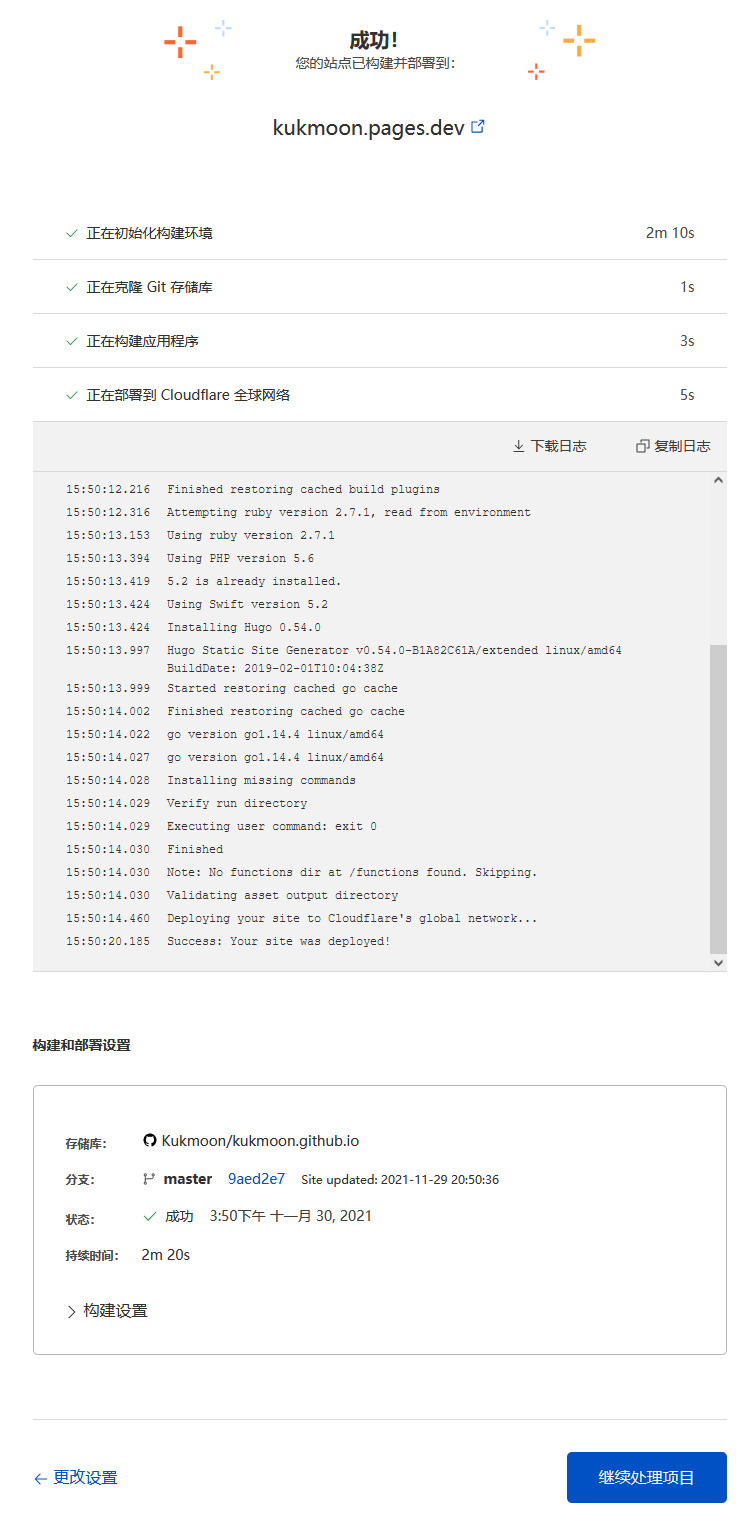 成功！
您的站点已构建并部署到：
kukmoon.pages.dev
正在初始化构建环境 2m 10s
正在克隆 Git 存储库 1s
正在构建应用程序 3s
正在部署到 Cloudflare 全球网络 5s
下载日志 复制日志
15:50:12.216 Finished restoring cached build plugins
15:50:12.316 Attempting ruby version 2.7.1, read from environment
15:50:13.153 Using ruby version 2.7.1
15:50:13.394 Using PHP version 5.6
15:50:13.419 5.2 is already installed.
15:50:13.424 Using Swift version 5.2
15:50:13.424 Installing Hugo 0.54.0
15:50:13.997 Hugo Static Site Generator v0.54.0-B1A82C61A/extended linux/amd64
BuildDate: 2019-02-01T10:04:38Z
15:50:13.999 Started restoring cached go cache
15:50:14.002 Finished restoring cached go cache
15:50:14.022 go version go1.14.4 linux/amd64
15:50:14.027 go version go1.14.4 linux/amd64
15:50:14.028 Installing missing commands
15:50:14.029 Verify run directory
15:50:14.029 Executing user command: exit 0
15:50:14.030 Finished
15:50:14.030 Note: No functions dir at /functions found. Skipping.
15:50:14.030 Validating asset output directory
15:50:14.460 Deploying your site to Cloudflare's global network...
15:50:20.185 Success: Your site was deployed!
构建和部署设置
存储库： Kukmoon/kukmoon.github.io
分支： master 9aed2e7 Site updated: 2021-11-29 20:50:36
状态： 成功 3:50下午 十一月 30, 2021
持续时间： 2m 20s
构建设置
更改设置 继续处理项目